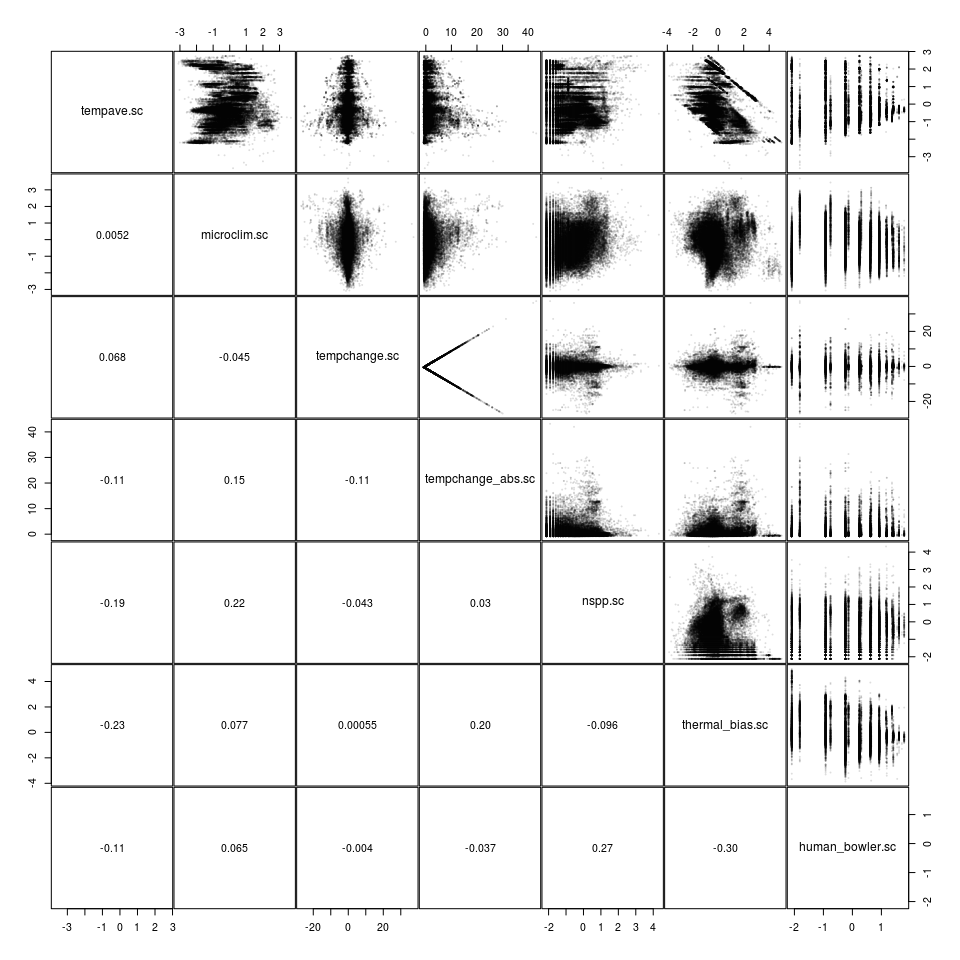 -3 -1 1 2 3 0 10 20 30 40 -4 -2 0 2 4
tempave.sc -3 -1 0 1 2 3
-3 -1 1 2 3 0.0052 microclim.sc
0.068 -0.045 tempchange.sc -20 0 20
0 10 20 30 40 -0.11 0.15 -0.11 tempchange_abs.sc
-0.19 0.22 -0.043 0.03 nspp.sc -2 0 1 2 3 4
-4 -2 0 2 4 -0.23 0.077 0.00055 0.20 -0.096 thermal_bias.sc
-0.11 0.065 -0.004 -0.037 0.27 -0.30 human_bowler.sc -2 -1 0 1
-3 -1 0 1 2 3 -20 0 20 -2 0 1 2 3 4 -2 -1 0 1